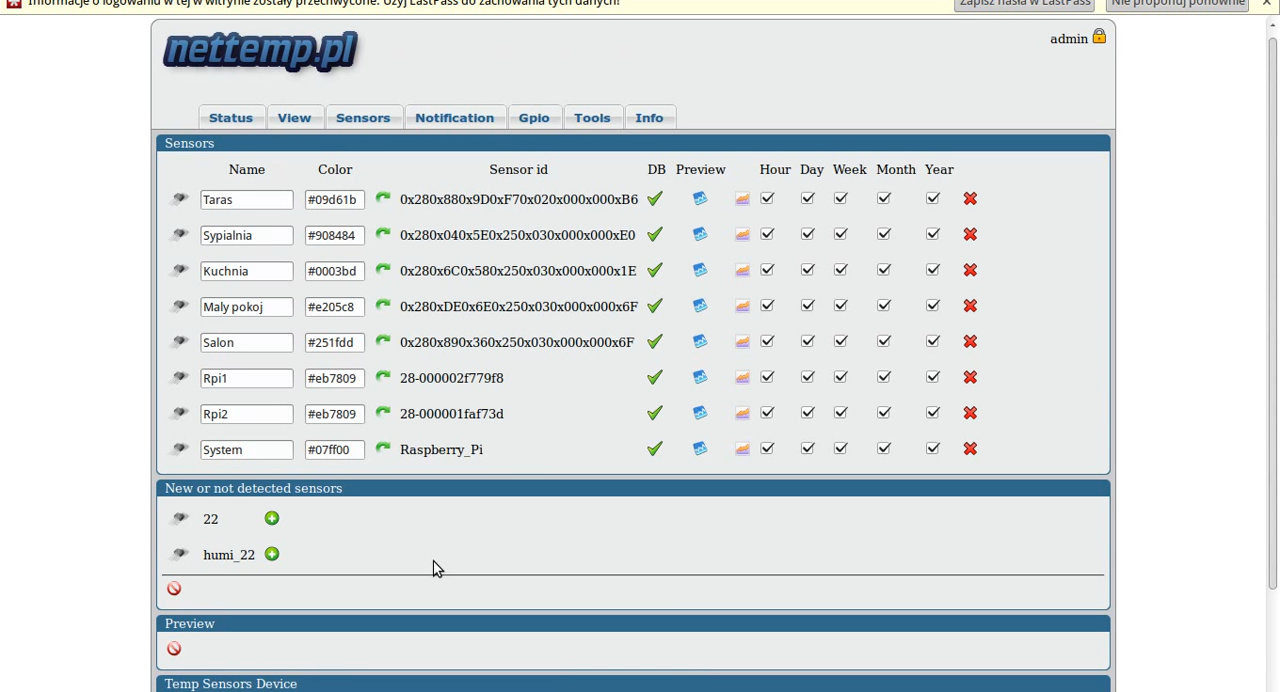 Informacje o logowaniu w tej w witrynie zostały przechwycone. Użyj LastPass do zachowania tych danych! Zapisz hasła w LastPass Nie proponuj ponownie
nettemp.pl
admin
Status View Sensors Notification Gpio Tools Info
Sensors
Name Color Sensor id DB Preview Hour Day Week Month Year
Taras #09d61b 0x280x880x9D0xF70x020x000x000xB6
Sypialnia #908484 0x280x040x5E0x250x030x000x000xE0
Kuchnia #0003bd 0x280x6C0x580x250x030x000x000x1E
Maly pokoj #e205c8 0x280xDE0x6E0x250x030x000x000x6F
Salon #251fdd 0x280x890x360x250x030x000x000x6F
Rpi1 #eb7809 28-000002f779f8
Rpi2 #eb7809 28-000001faf73d
System #07ff00 Raspberry_Pi
New or not detected sensors
22
humi_22
Preview
Temp Sensors Device